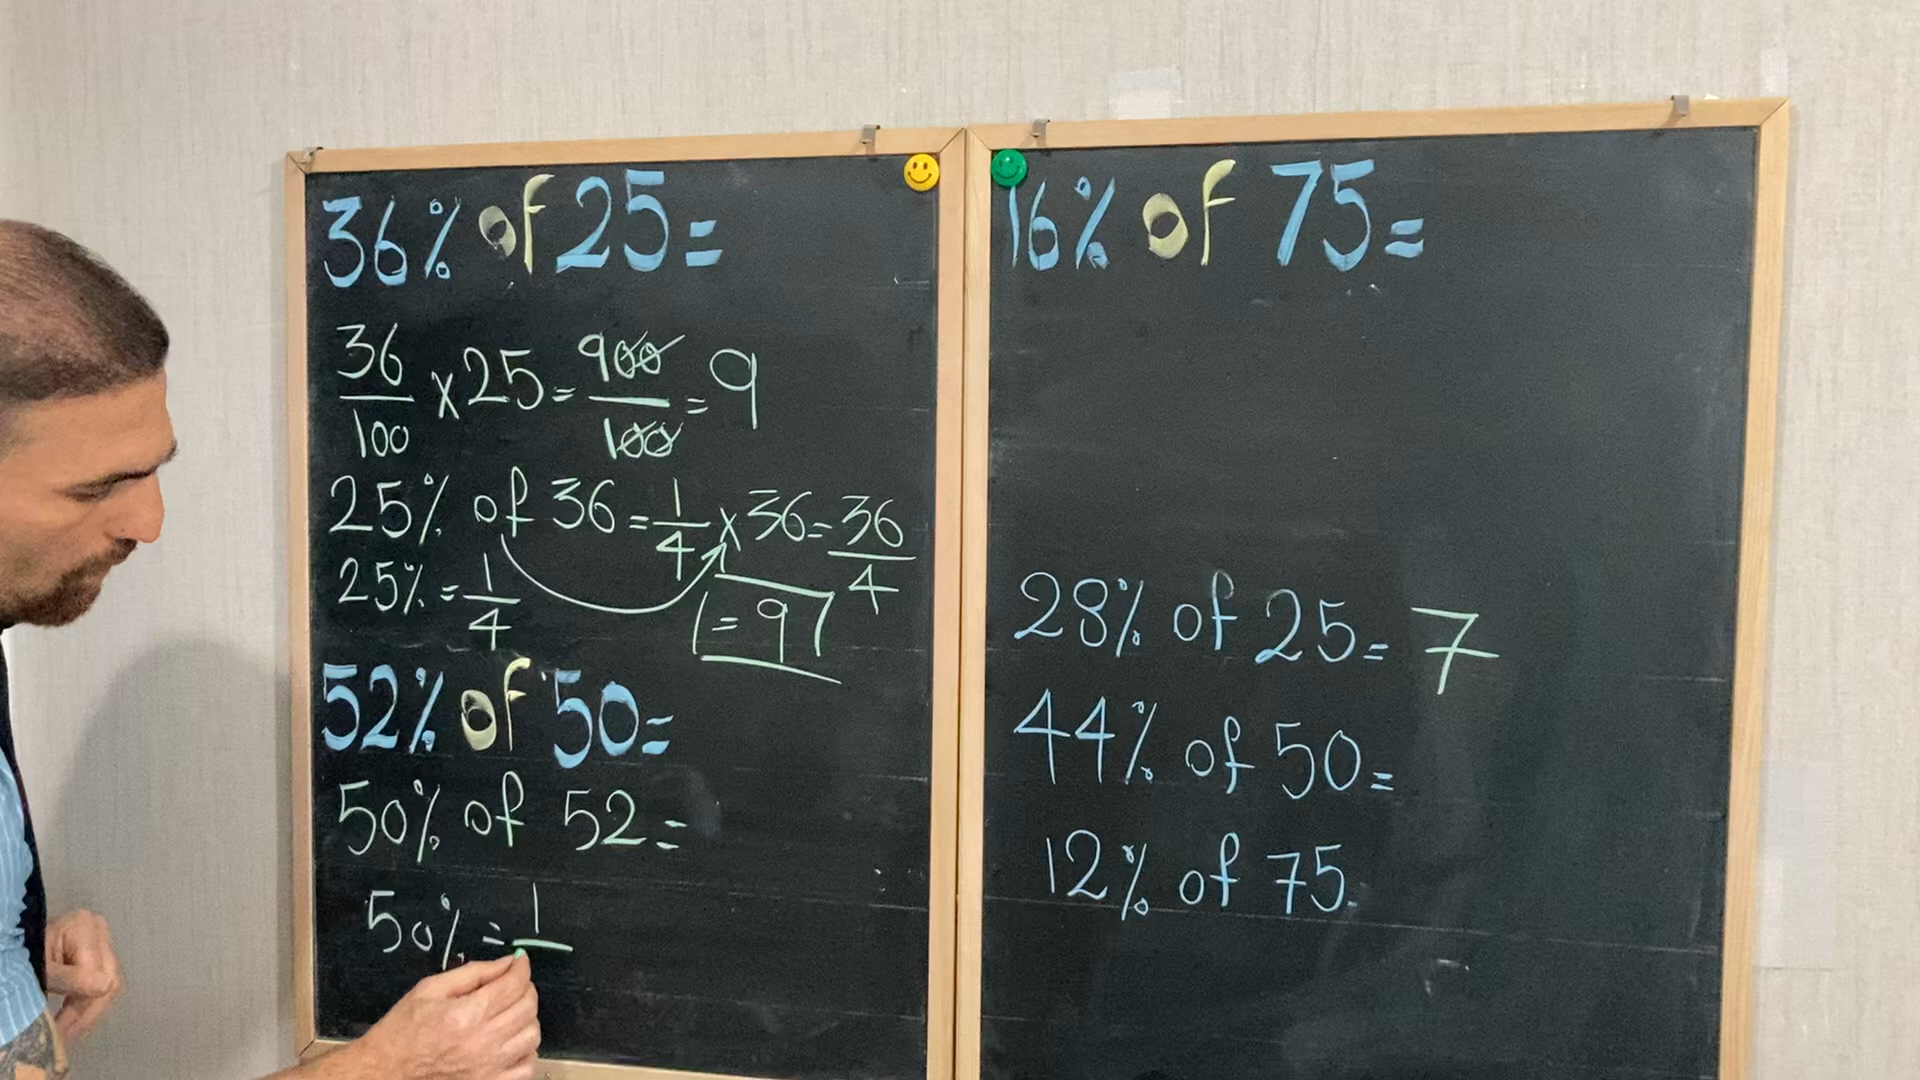 36% of 25=
36/100 x 25 = 900/100 = 9
25% of 36 = 1/4 x 36 = 36/4
25% = 1/4
= 9
52% of 50=
50% of 52=
50% = 1
16% of 75=
28% of 25= 7
44% of 50=
12% of 75